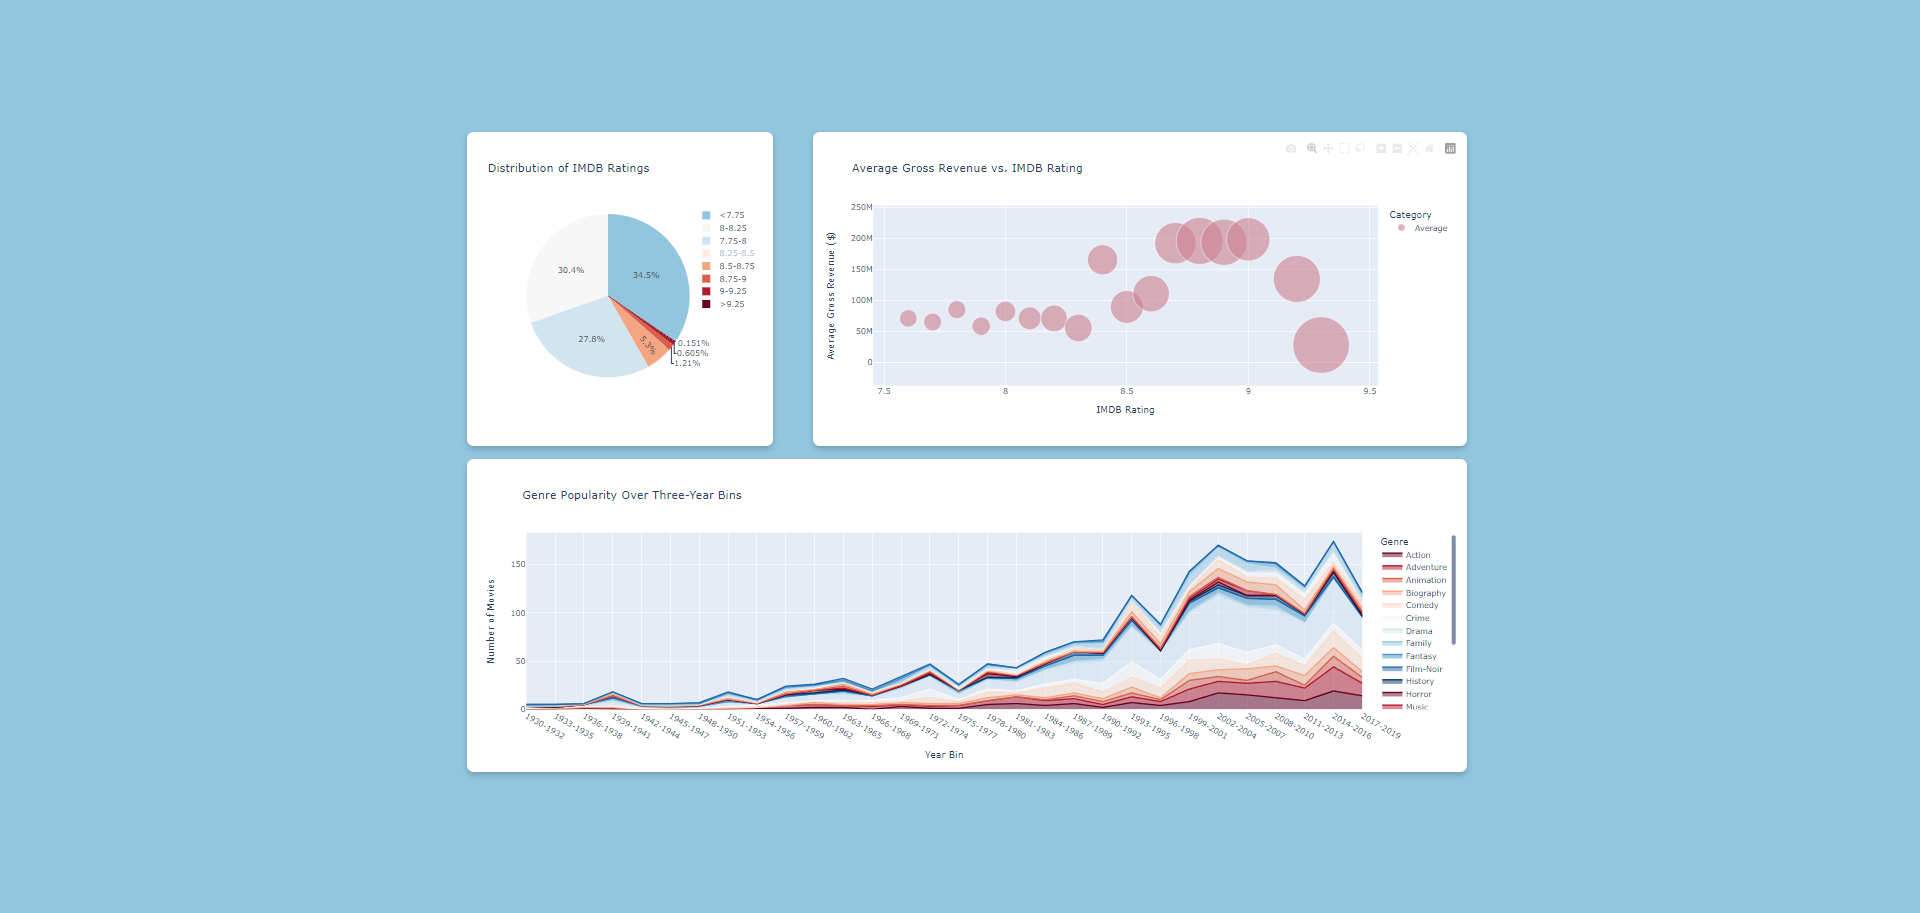 Distribution of IMDB Ratings
<7.75
8-8.25
7.75-8
8.25-8.5
8.5-8.75
8.75-9
9-9.25
>9.25
30.4%
34.5%
27.8%
5.3%
0.151%
0.605%
1.21%
Average Gross Revenue vs. IMDB Rating
Average Gross Revenue ($)
250M
200M
150M
100M
50M
0
7.5
8
8.5
9
9.5
IMDB Rating
Category
Average
Genre Popularity Over Three-Year Bins
Number of Movies
150
100
50
0
1930-1932
1933-1935
1936-1938
1939-1941
1942-1944
1945-1947
1948-1950
1951-1953
1954-1956
1957-1959
1960-1962
1963-1965
1966-1968
1969-1971
1972-1974
1975-1977
1978-1980
1981-1983
1984-1986
1987-1989
1990-1992
1993-1995
1996-1998
1999-2001
2002-2004
2005-2007
2008-2010
2011-2013
2014-2016
2017-2019
Year Bin
Genre
Action
Adventure
Animation
Biography
Comedy
Crime
Drama
Family
Fantasy
Film-Noir
History
Horror
Music